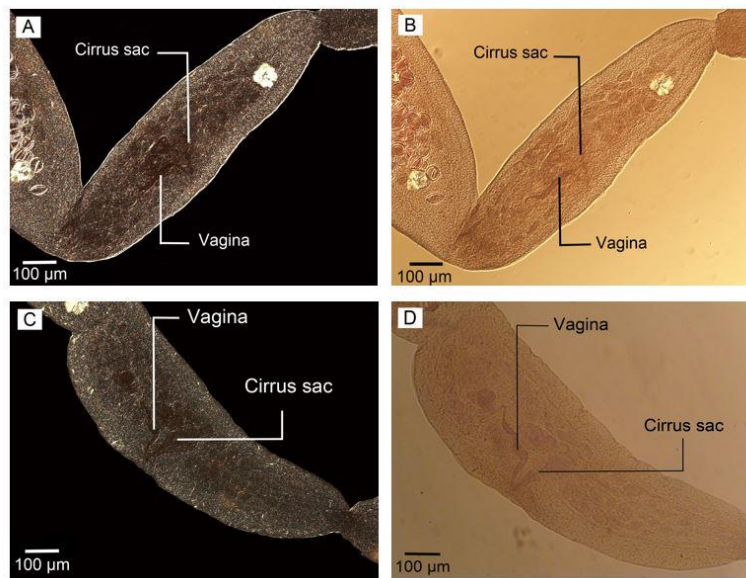 A
Cirrus sac
Vagina
100 µm
B
Cirrus sac
Vagina
100 µm
C
Vagina
Cirrus sac
100 µm
D
Vagina
Cirrus sac
100 µm